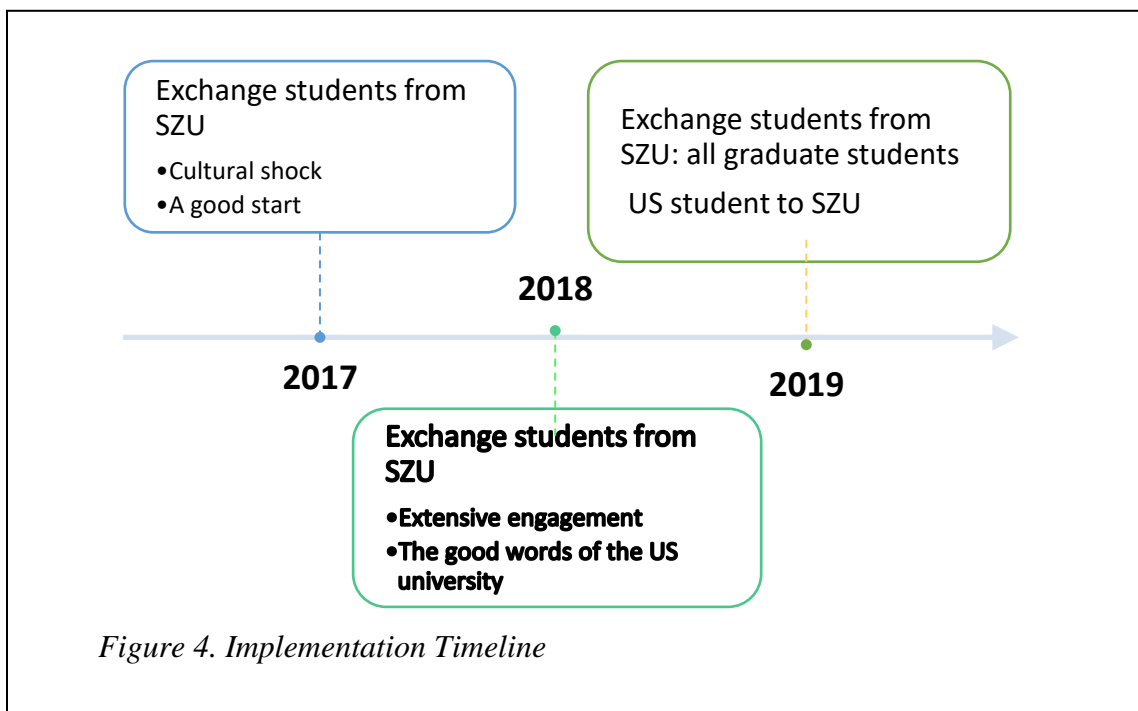 Exchange students from
SZU
•Cultural shock
•A good start
Exchange students from
SZU: all graduate students
US student to SZU
2018
2017
2019
Exchange students from
SZU
•Extensive engagement
•The good words of the US
university
Figure 4. Implementation Timeline